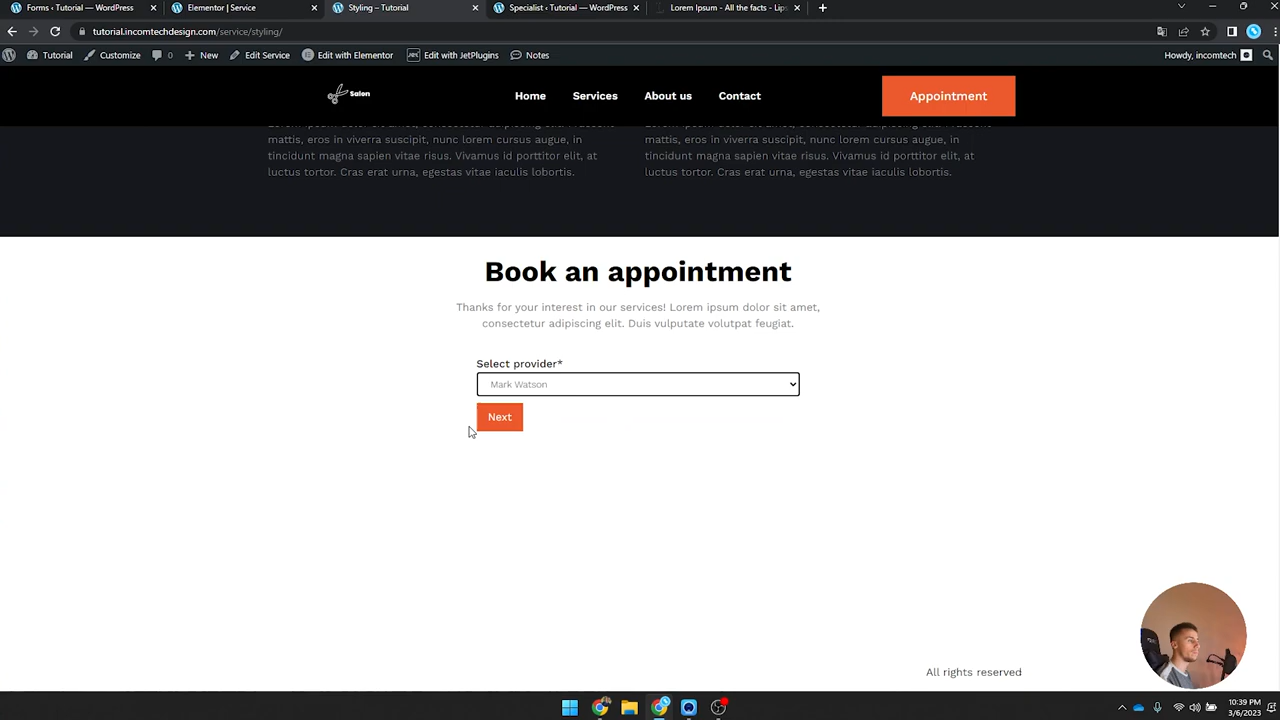 Forms ‹ Tutorial — WordPress
Elementor | Service
Styling – Tutorial
Specialist ‹ Tutorial — WordPress
Lorem Ipsum - All the facts - Lips
tutorial.incomtechdesign.com/service/styling/
Tutorial
Customize
0
New
Edit Service
Edit with Elementor
Edit with JetPlugins
Notes
Howdy, incomtech
Salon
Home
Services
About us
Contact
Appointment
mattis, eros in viverra suscipit, nunc lorem cursus augue, in
tincidunt magna sapien vitae risus. Vivamus id porttitor elit, at
luctus tortor. Cras erat urna, egestas vitae iaculis lobortis.
mattis, eros in viverra suscipit, nunc lorem cursus augue, in
tincidunt magna sapien vitae risus. Vivamus id porttitor elit, at
luctus tortor. Cras erat urna, egestas vitae iaculis lobortis.
Book an appointment
Thanks for your interest in our services! Lorem ipsum dolor sit amet,
consectetur adipiscing elit. Duis vulputate volutpat feugiat.
Select provider*
Mark Watson
Next
All rights reserved
10:39 PM
3/6/2023